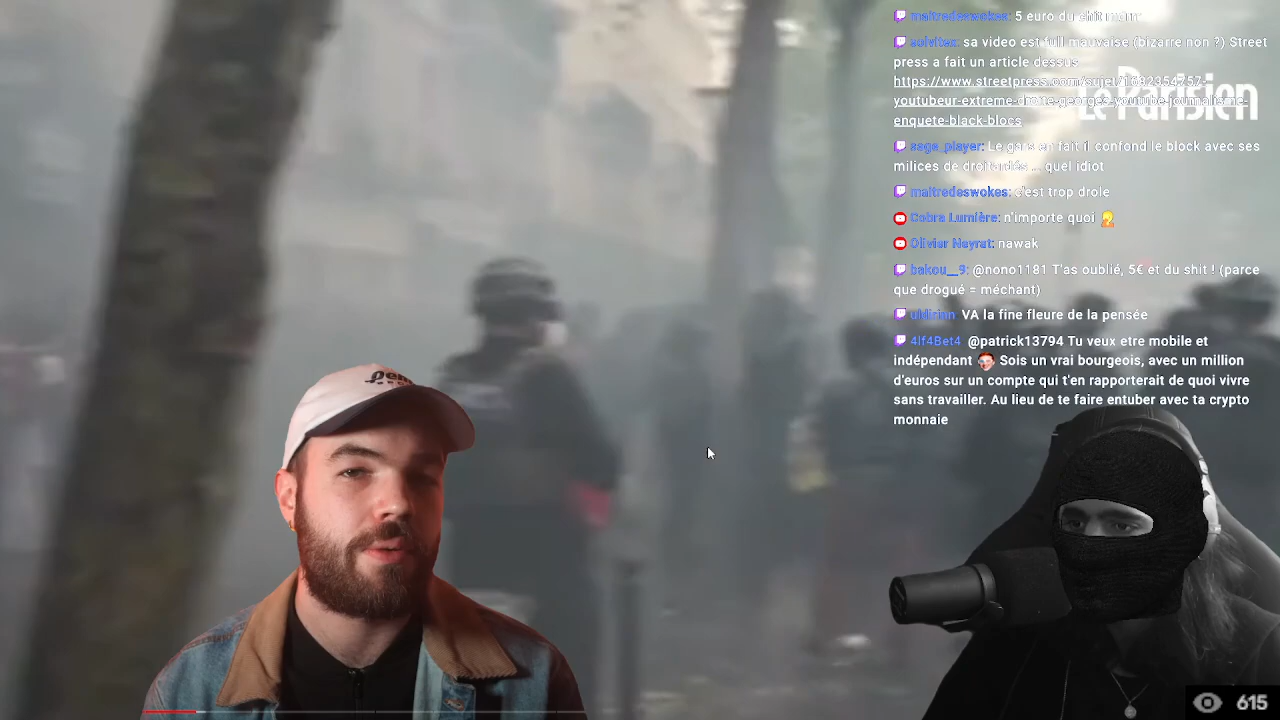 maitredeswokes: 5 euro du chit mdrr
suivitex: sa video est full mauvaise (bizarre non ?) Street
press a fait un article dessus
https://www.streetpress.com/sujet/1692354757-
youtubeur-extreme-droite-georges-youtube-journalisme-
enquete-black-blocs
Le Parisien
sage_player: Le gars en fait il confond le block avec ses
milices de droitardés ... quel idiot
maitredeswokes: c'est trop drole
Cobra Lumière: n'importe quoi
Olivier Neyrat: nawak
bakou__9: @nono1181 T'as oublié, 5€ et du shit ! (parce
que drogué = méchant)
VA la fine fleure de la pensée
4lf4Bet4 @patrick13794 Tu veux etre mobile et
indépendant Sois un vrai bourgeois, avec un million
d'euros sur un compte qui t'en rapporterait de quoi vivre
sans travailler. Au lieu de te faire entuber avec ta crypto
monnaie
615